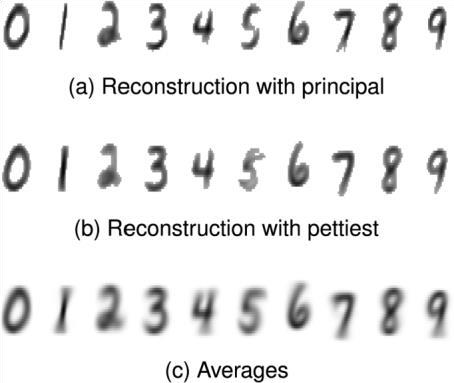 0 1 2 3 4 5 6 7 8 9
(a) Reconstruction with principal
0 1 2 3 4 5 6 7 8 9
(b) Reconstruction with pettiest
0 1 2 3 4 5 6 7 8 9
(c) Averages